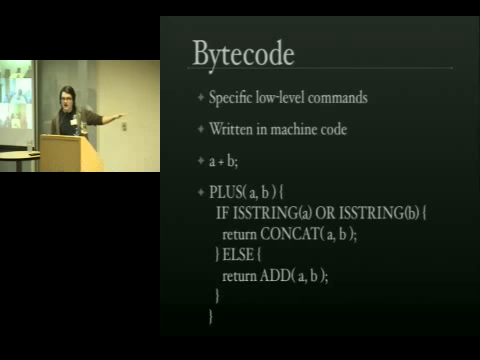 Bytecode
Specific low-level commands
Written in machine code
a + b;
PLUS( a, b ) {
IF ISSTRING(a) OR ISSTRING(b) {
return CONCAT( a, b );
} ELSE {
return ADD( a, b );
}
}